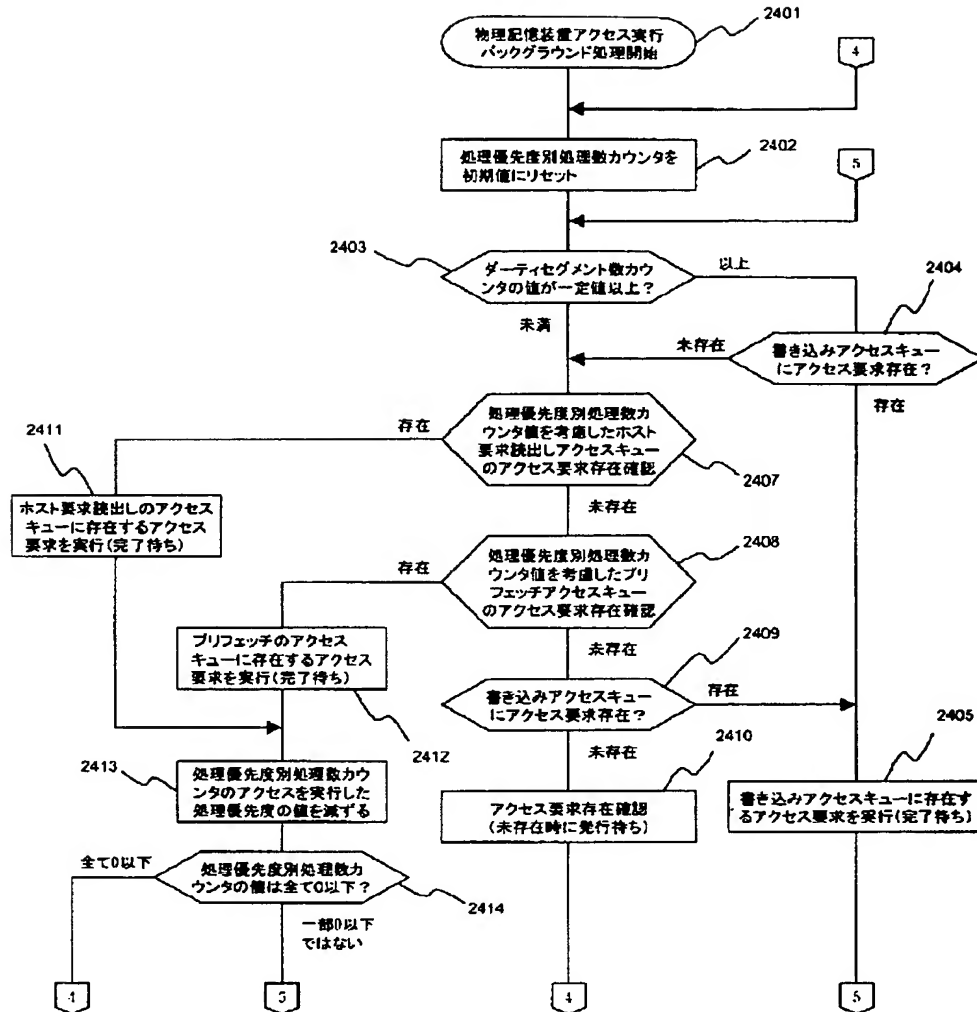 2401
物理記憶装置アクセス実行
バックグラウンド処理開始
4
2402
処理優先度別処理数カウンタを
初期値にリセット
5
2403
ダーティセグメント数カウ
ンタの値が一定値以上?
以上
未満
2404
書き込みアクセスキュー
にアクセス要求存在?
未存在
存在
2411
存在
処理優先度別処理数カ
ウンタ値を考慮したホスト
要求読出しアクセスキュー
のアクセス要求存在確認
2407
ホスト要求読出しのアクセス
キューに存在するアクセス
要求を実行(完了待ち)
未存在
2408
存在
処理優先度別処理数カ
ウンタ値を考慮したプリ
フェッチアクセスキュー
のアクセス要求存在確認
プリフェッチのアクセス
キューに存在するアクセス
要求を実行(完了待ち)
2412
未存在
2409
書き込みアクセスキュー
にアクセス要求存在?
存在
未存在
2405
2413
処理優先度別処理数カウ
ンタのアクセスを実行した
処理優先度の値を減ずる
2410
アクセス要求存在確認
(未存在時に発行待ち)
書き込みアクセスキューに存在す
るアクセス要求を実行(完了待ち)
全て0以下
処理優先度別処理数カ
ウンタの値は全て0以下?
2414
一部0以下
ではない
4
5
4
5